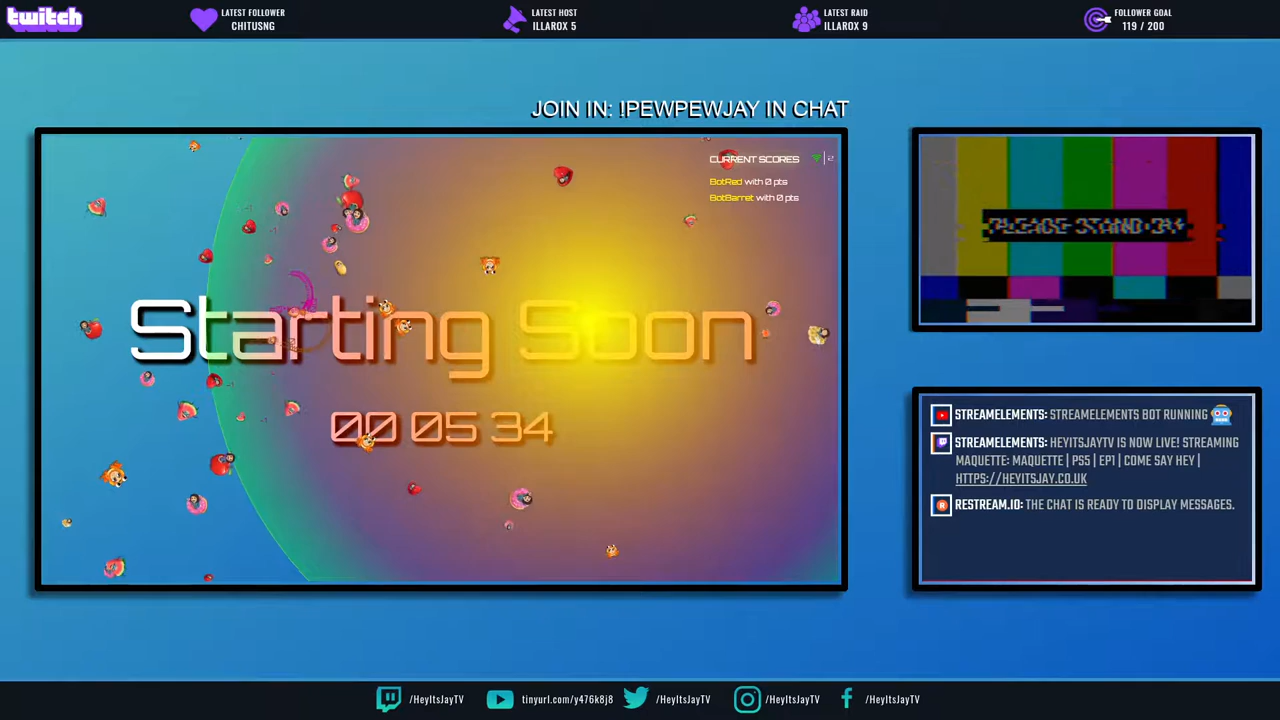 twitch
LATEST FOLLOWER
CHITUSNG
LATEST HOST
ILLAROX 5
LATEST RAID
ILLAROX 9
FOLLOWER GOAL
119 / 200
JOIN IN: !PEWPEWJAY IN CHAT
CURRENT SCORES
2
BotRed with 0 pts
BotBarret with 0 pts
Starting Soon
00 05 34
PLEASE STAND BY
STREAMELEMENTS: STREAMELEMENTS BOT RUNNING
STREAMELEMENTS: HEYITSJAYTV IS NOW LIVE! STREAMING
MAQUETTE: MAQUETTE | PS5 | EP1 | COME SAY HEY |
HTTPS://HEYITSJAY.CO.UK
RESTREAM.IO: THE CHAT IS READY TO DISPLAY MESSAGES.
/HeyItsJayTV
tinyurl.com/y476k8j8
/HeyItsJayTV
/HeyItsJayTV
/HeyItsJayTV